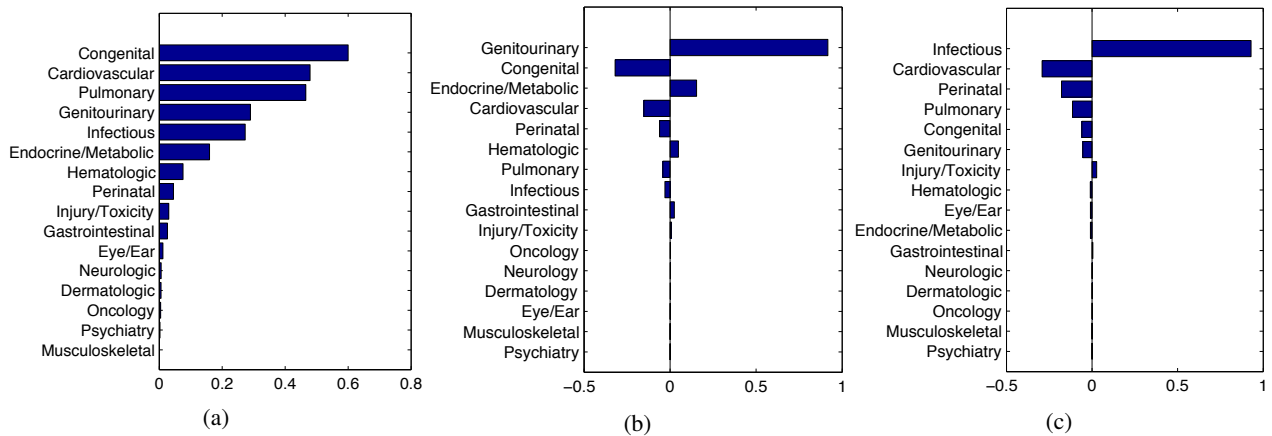 Congenital
Cardiovascular
Pulmonary
Genitourinary
Infectious
Endocrine/Metabolic
Hematologic
Perinatal
Injury/Toxicity
Gastrointestinal
Eye/Ear
Neurologic
Dermatologic
Oncology
Psychiatry
Musculoskeletal
0 0.2 0.4 0.6 0.8
(a)
Genitourinary
Congenital
Endocrine/Metabolic
Cardiovascular
Perinatal
Hematologic
Pulmonary
Infectious
Gastrointestinal
Injury/Toxicity
Oncology
Neurology
Dermatology
Eye/Ear
Musculoskeletal
Psychiatry
−0.5 0 0.5 1
(b)
Infectious
Cardiovascular
Perinatal
Pulmonary
Congenital
Genitourinary
Injury/Toxicity
Hematologic
Eye/Ear
Endocrine/Metabolic
Gastrointestinal
Neurologic
Dermatologic
Oncology
Musculoskeletal
Psychiatry
−0.5 0 0.5 1
(c)